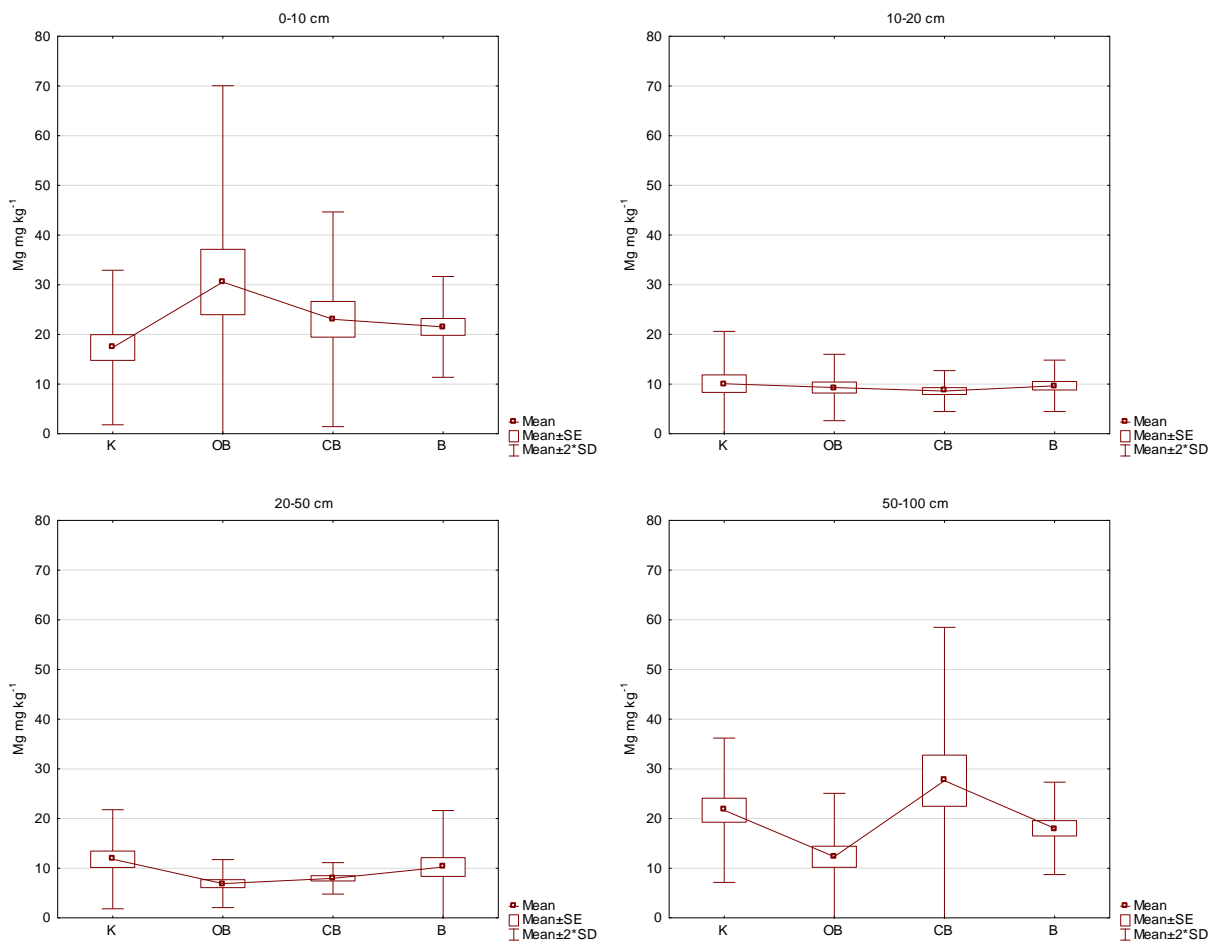 0-10 cm
80
70
60
50
40
30
20
10
0
Mg mg kg⁻¹
K OB CB B
Mean
Mean±SE
Mean±2*SD
10-20 cm
80
70
60
50
40
30
20
10
0
Mg mg kg⁻¹
K OB CB B
Mean
Mean±SE
Mean±2*SD
20-50 cm
80
70
60
50
40
30
20
10
0
Mg mg kg⁻¹
K OB CB B
Mean
Mean±SE
Mean±2*SD
50-100 cm
80
70
60
50
40
30
20
10
0
Mg mg kg⁻¹
K OB CB B
Mean
Mean±SE
Mean±2*SD